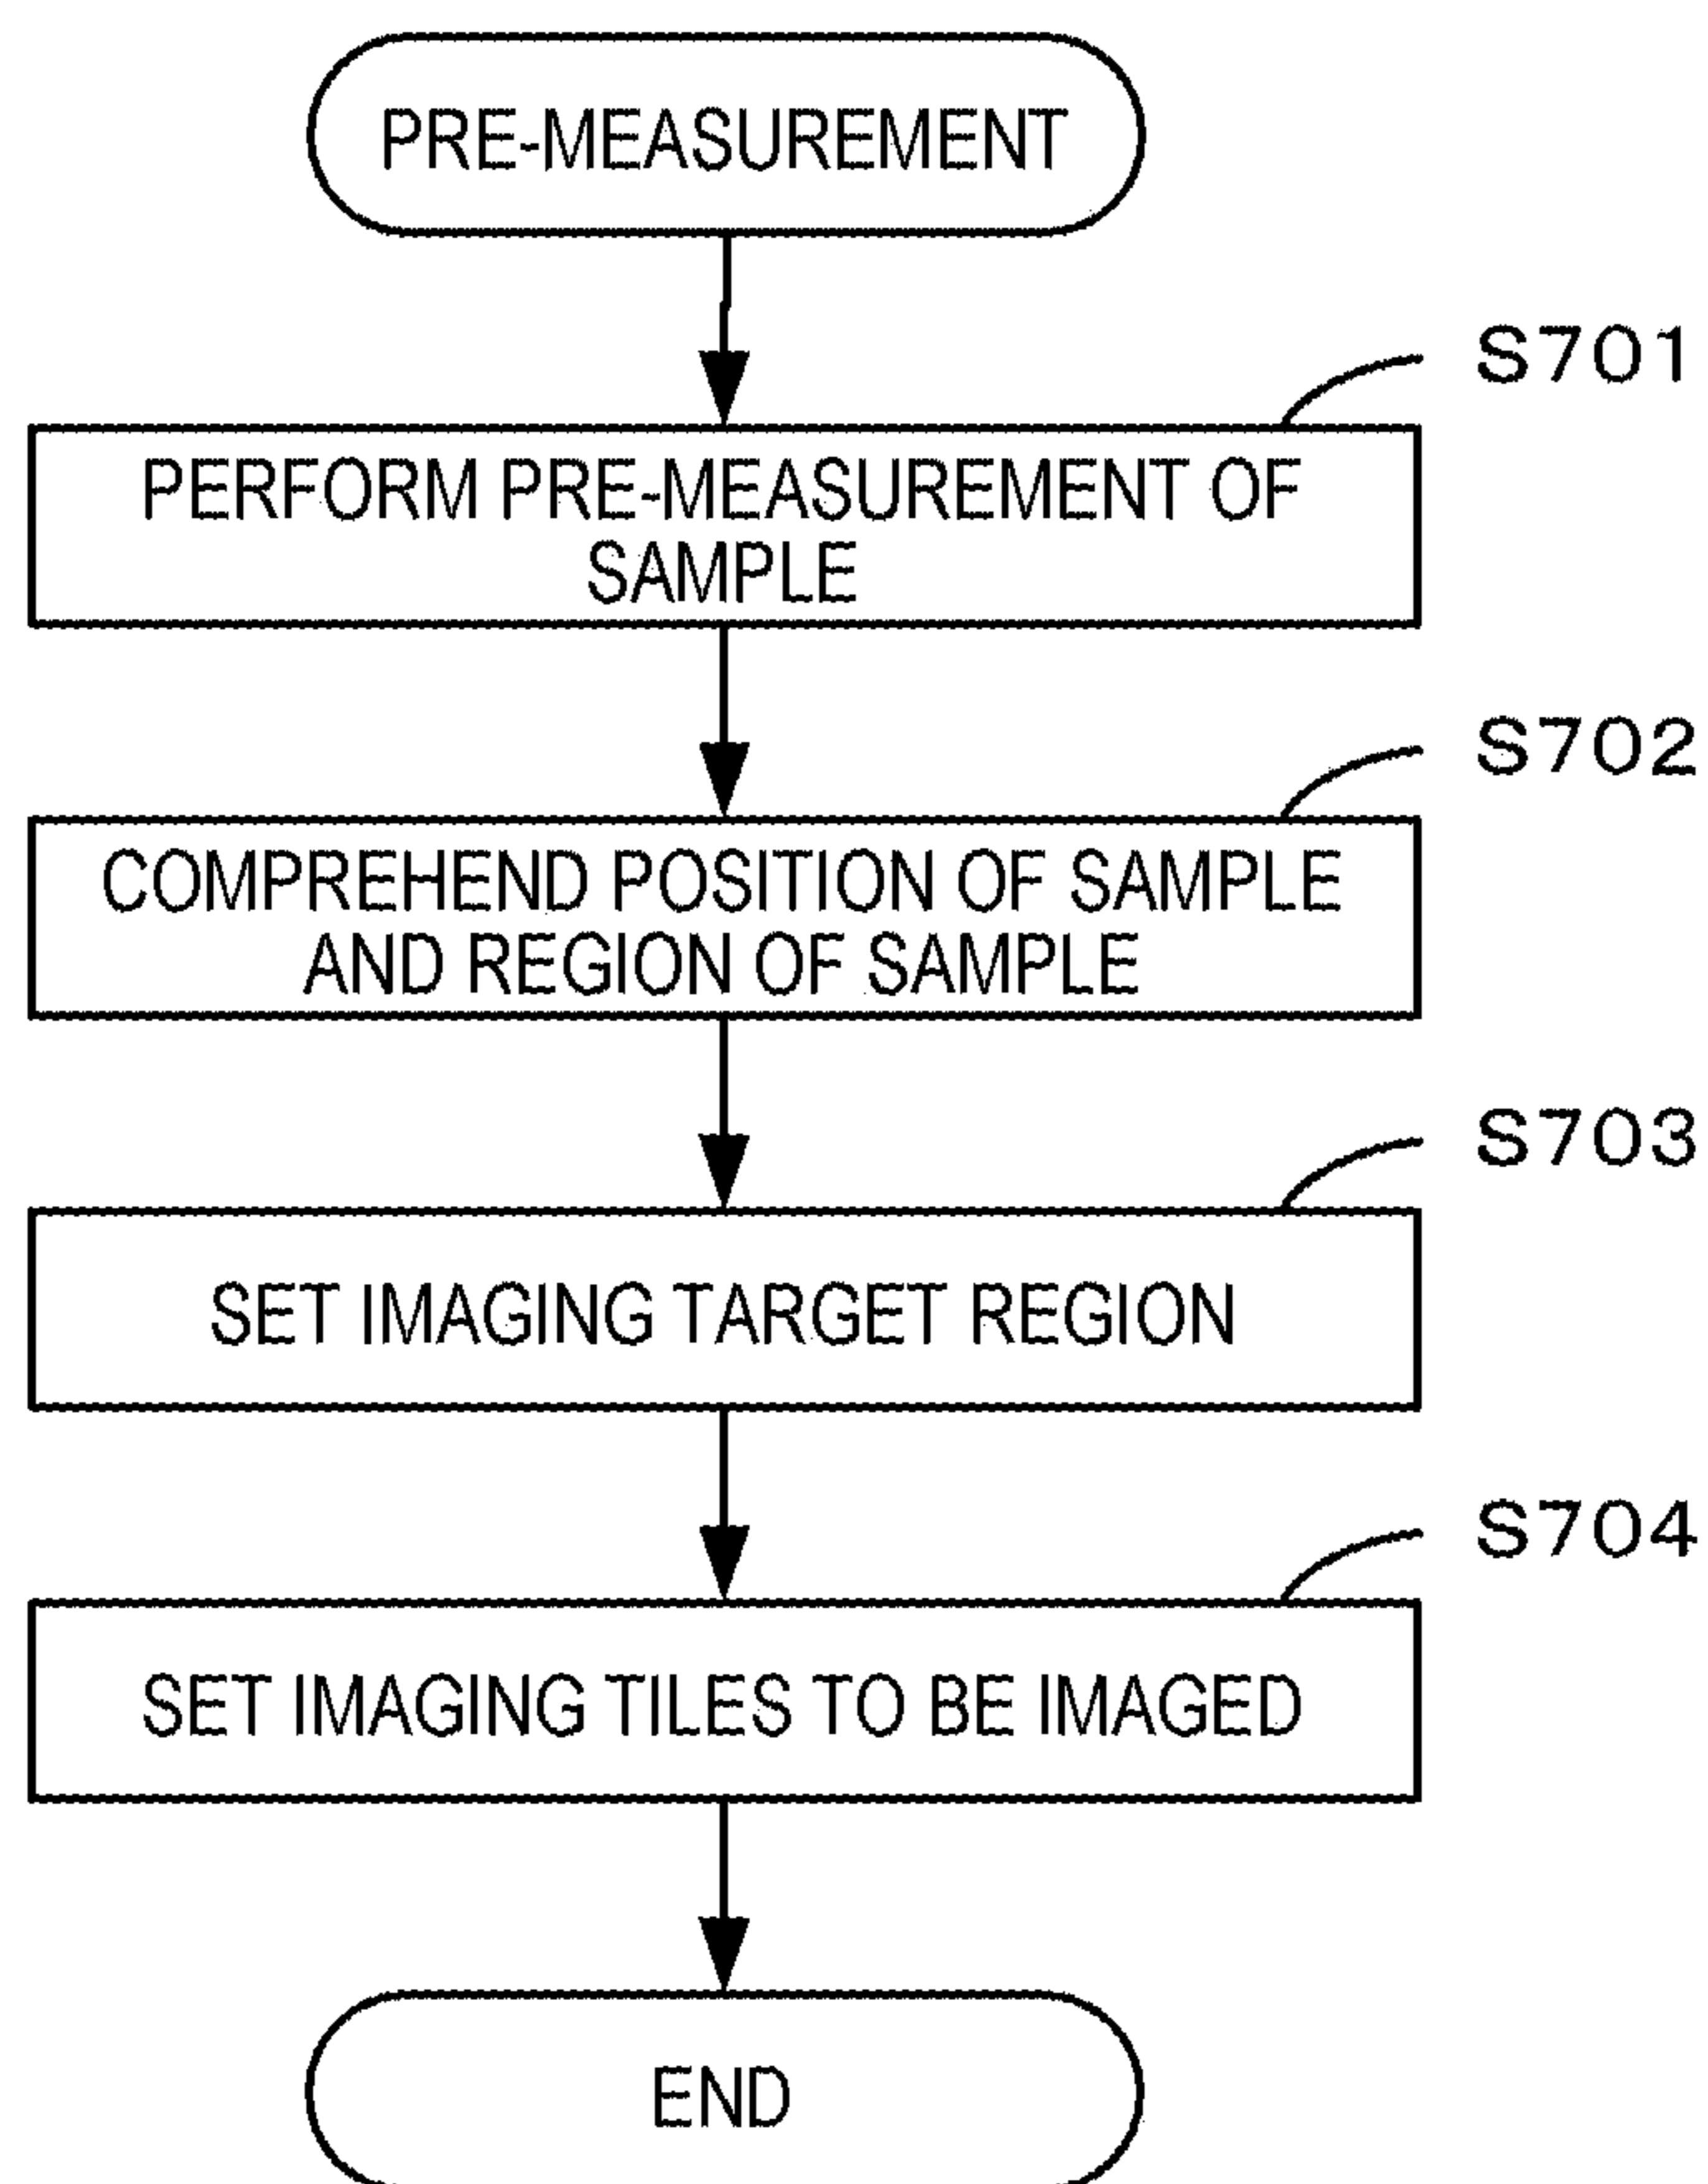 PRE-MEASUREMENT
S701
PERFORM PRE-MEASUREMENT OF
SAMPLE
S702
COMPREHEND POSITION OF SAMPLE
AND REGION OF SAMPLE
S703
SET IMAGING TARGET REGION
S704
SET IMAGING TILES TO BE IMAGED
END